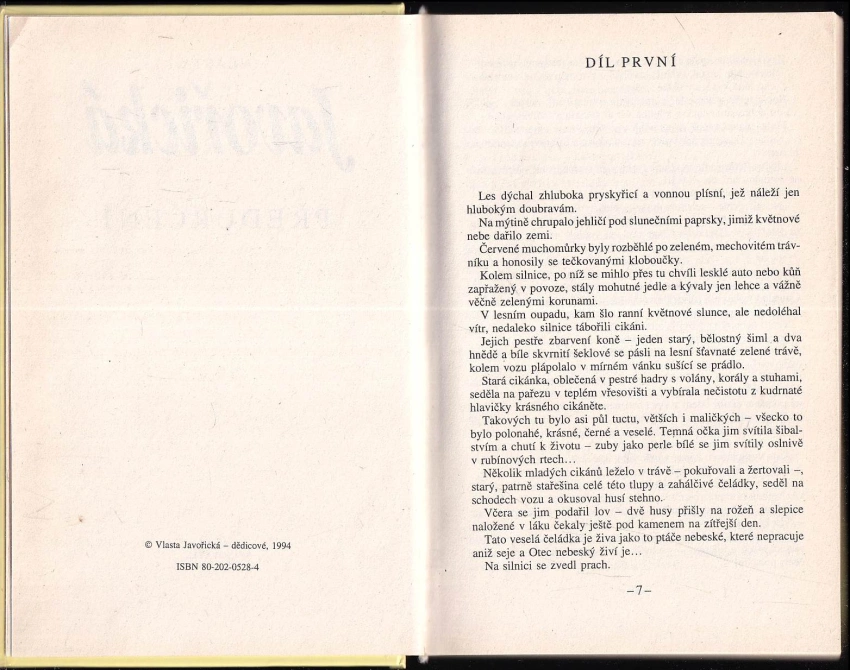 © Vlasta Javořická – dědicové, 1994
ISBN 80-202-0528-4
DÍL PRVNÍ
Les dýchal zhluboka pryskyřicí a vonnou plísní, jež náleží jen
hlubokým doubravám.
Na mýtině chrupalo jehličí pod slunečními paprsky, jimiž květnové
nebe dařilo zemi.
Červené muchomůrky byly rozběhlé po zeleném, mechovitém tráv-
níku a honosily se tečkovanými kloboučky.
Kolem silnice, po níž se mihlo přes tu chvíli lesklé auto nebo kůň
zapražený v povoze, stály mohutné jedle a kývaly jen lehce a vážně
věčně zelenými korunami.
V lesním oupadu, kam šlo ranní květnové slunce, ale nedoléhal
vítr, nedaleko silnice tábořili cikáni.
Jejich pestře zbarvení koně – jeden starý, bělostný šiml a dva
hnědě a bíle skvrnití šeklové se pásli na lesní šťavnaté zelené trávě,
kolem vozu plápolalo v mírném vánku sušící se prádlo.
Stará cikánka, oblečená v pestré hadry s volány, korály a stuhami,
seděla na pařezu v teplém vřesovišti a vybírala nečistotu z kudrnaté
hlavičky krásného cikáněte.
Takových tu bylo asi půl tuctu, větších i maličkých – všecko to
bylo polonahé, krásné, černé a veselé. Temná očka jim svítila šibal-
stvím a chutí k životu – zuby jako perle bílé se jim svítily oslnivě
v rubínových rtech...
Několik mladých cikánů leželo v trávě – pokuřovali a žertovali –,
starý, patrně stařešina celé této tlupy a zahálčivé čeládky, seděl na
schodech vozu a okusoval husí stehno.
Včera se jim podařil lov – dvě husy přišly na rožeň a slepice
naložené v láku čekaly ještě pod kamenem na zítřejší den.
Tato veselá čeládka je živa jako to ptáče nebeské, které nepracuje
aniž seje a Otec nebeský živí je...
Na silnici se zvedl prach.
–7–